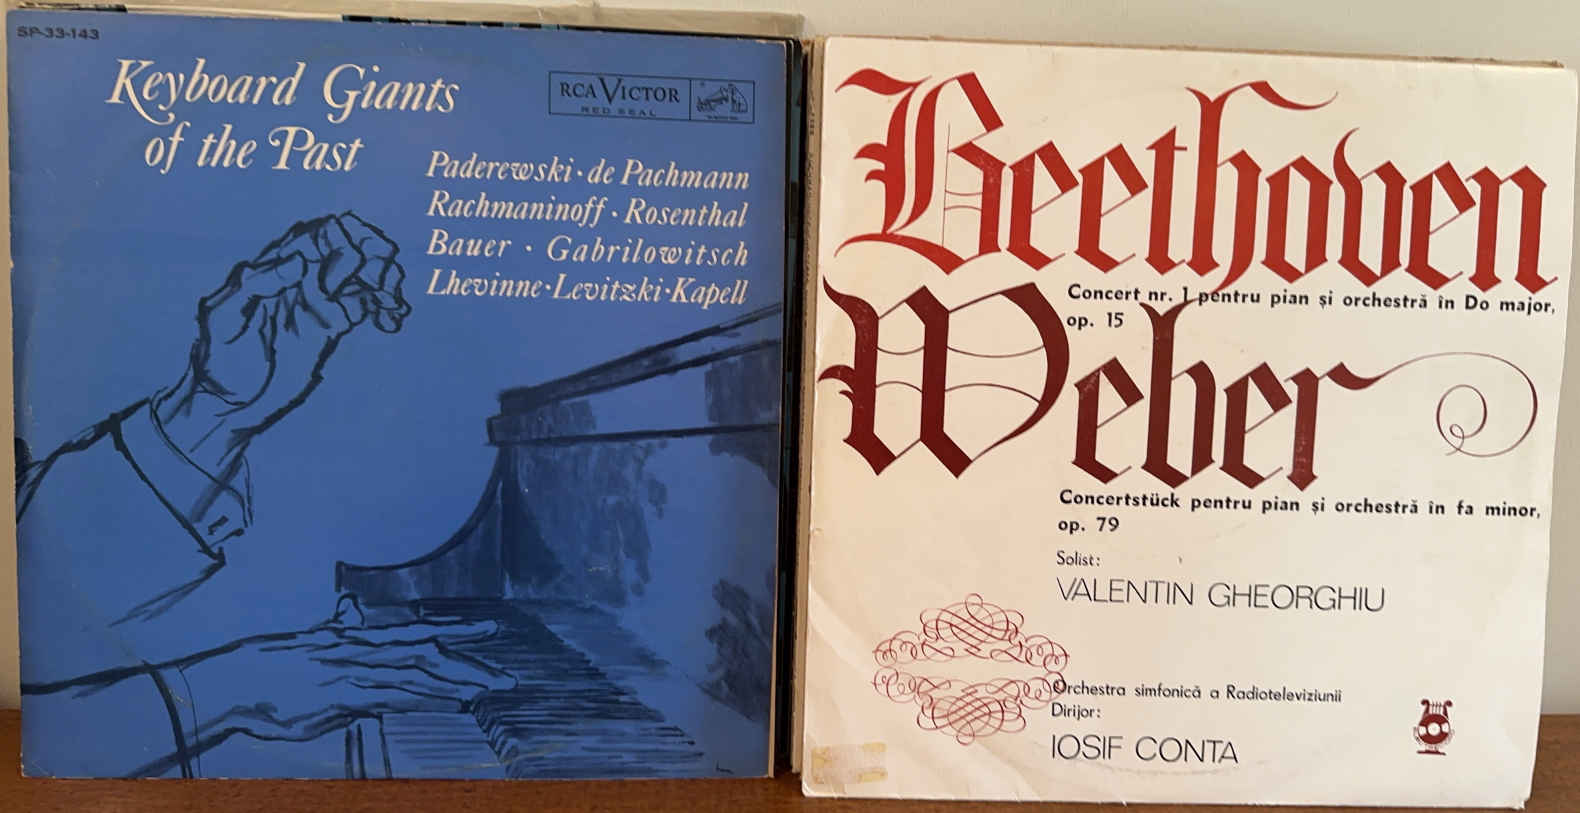 SP-33-143
Keyboard Giants
of the Past
RCA VICTOR
RED SEAL
Paderewski · de Pachmann
Rachmaninoff · Rosenthal
Bauer · Gabrilowitsch
Lhevinne · Levitzki · Kapell
Beethoven
Concert nr. 1 pentru pian și orchestră în Do major,
op. 15
Weber
Concertstück pentru pian și orchestră în fa minor,
op. 79
Solist:
VALENTIN GHEORGHIU
Orchestra simfonică a Radioteleviziunii
Dirijor:
IOSIF CONTA